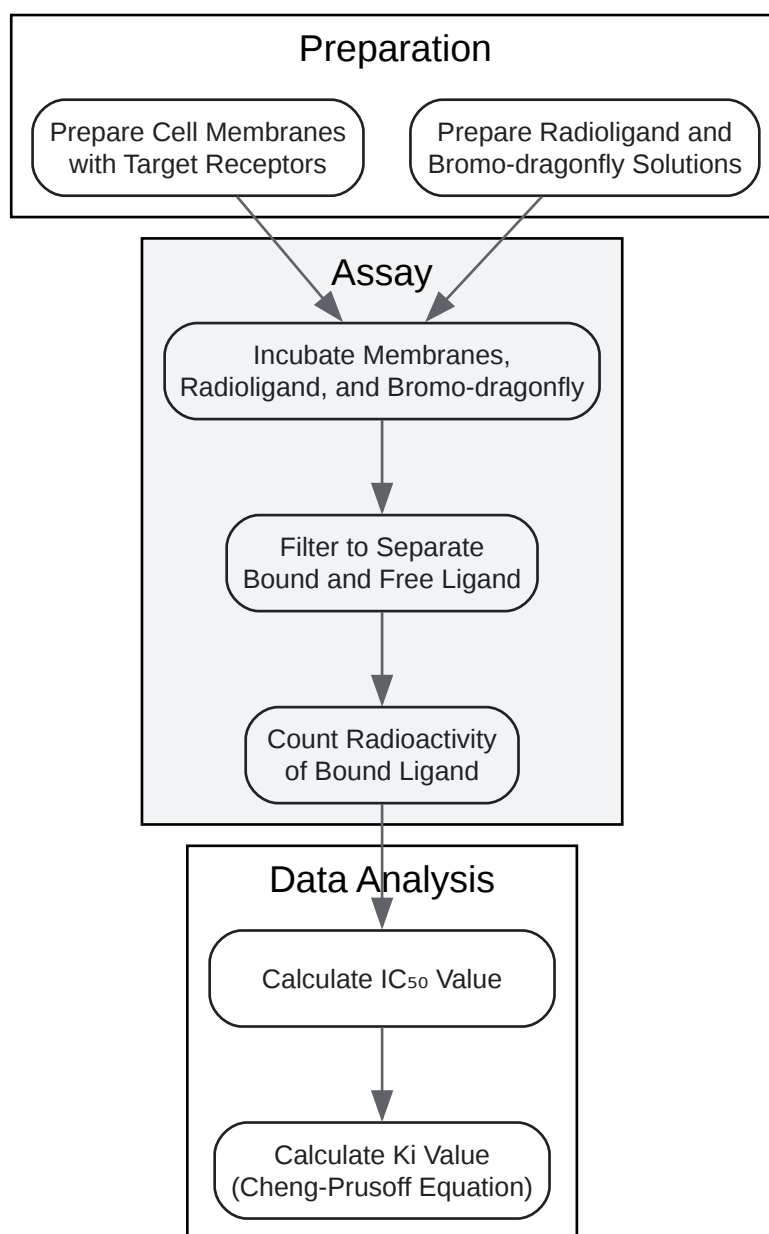 Preparation
Prepare Cell Membranes
with Target Receptors
Prepare Radioligand and
Bromo-dragonfly Solutions
Assay
Incubate Membranes,
Radioligand, and Bromo-dragonfly
Filter to Separate
Bound and Free Ligand
Count Radioactivity
of Bound Ligand
Data Analysis
Calculate IC₅₀ Value
Calculate Ki Value
(Cheng-Prusoff Equation)